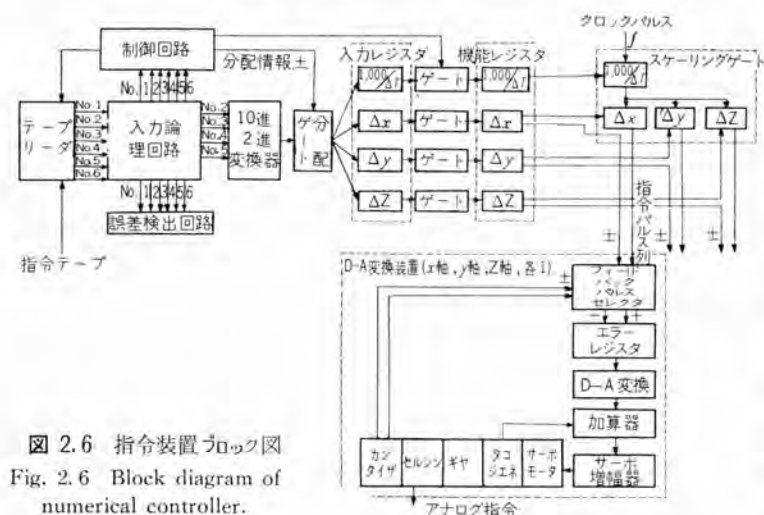 クロックパルス
制御回路
分配情報±
入力レジスタ
機能レジスタ
スケーリングゲート
No. 1 2 3 4 5 6
1,000/ΔT
ゲート
1,000/ΔT
1,000/ΔT
テープリーダ
No.1
No.2
No.3
No.4
No.5
No.6
入力論理回路
No.2
10進2進変換器
分配ゲート
Δx
ゲート
Δx
Δx
Δy
ΔZ
Δy
ゲート
Δy
ΔZ
ゲート
ΔZ
No. 1 2 3 4 5 6
誤差検出回路
指令テープ
指令パルス列
±
±
±
D-A変換装置(x軸,y軸,Z軸,各1)
±
フィードバックパルスセレクタ
− +
エラーレジスタ
D-A変換
加算器
サーボ増幅器
カンタイザ
セルシン
ギヤ
タコジエネ
サーボモータ
アナログ指令
図 2.6 指令装置ブロック図
Fig. 2.6 Block diagram of
numerical controller.